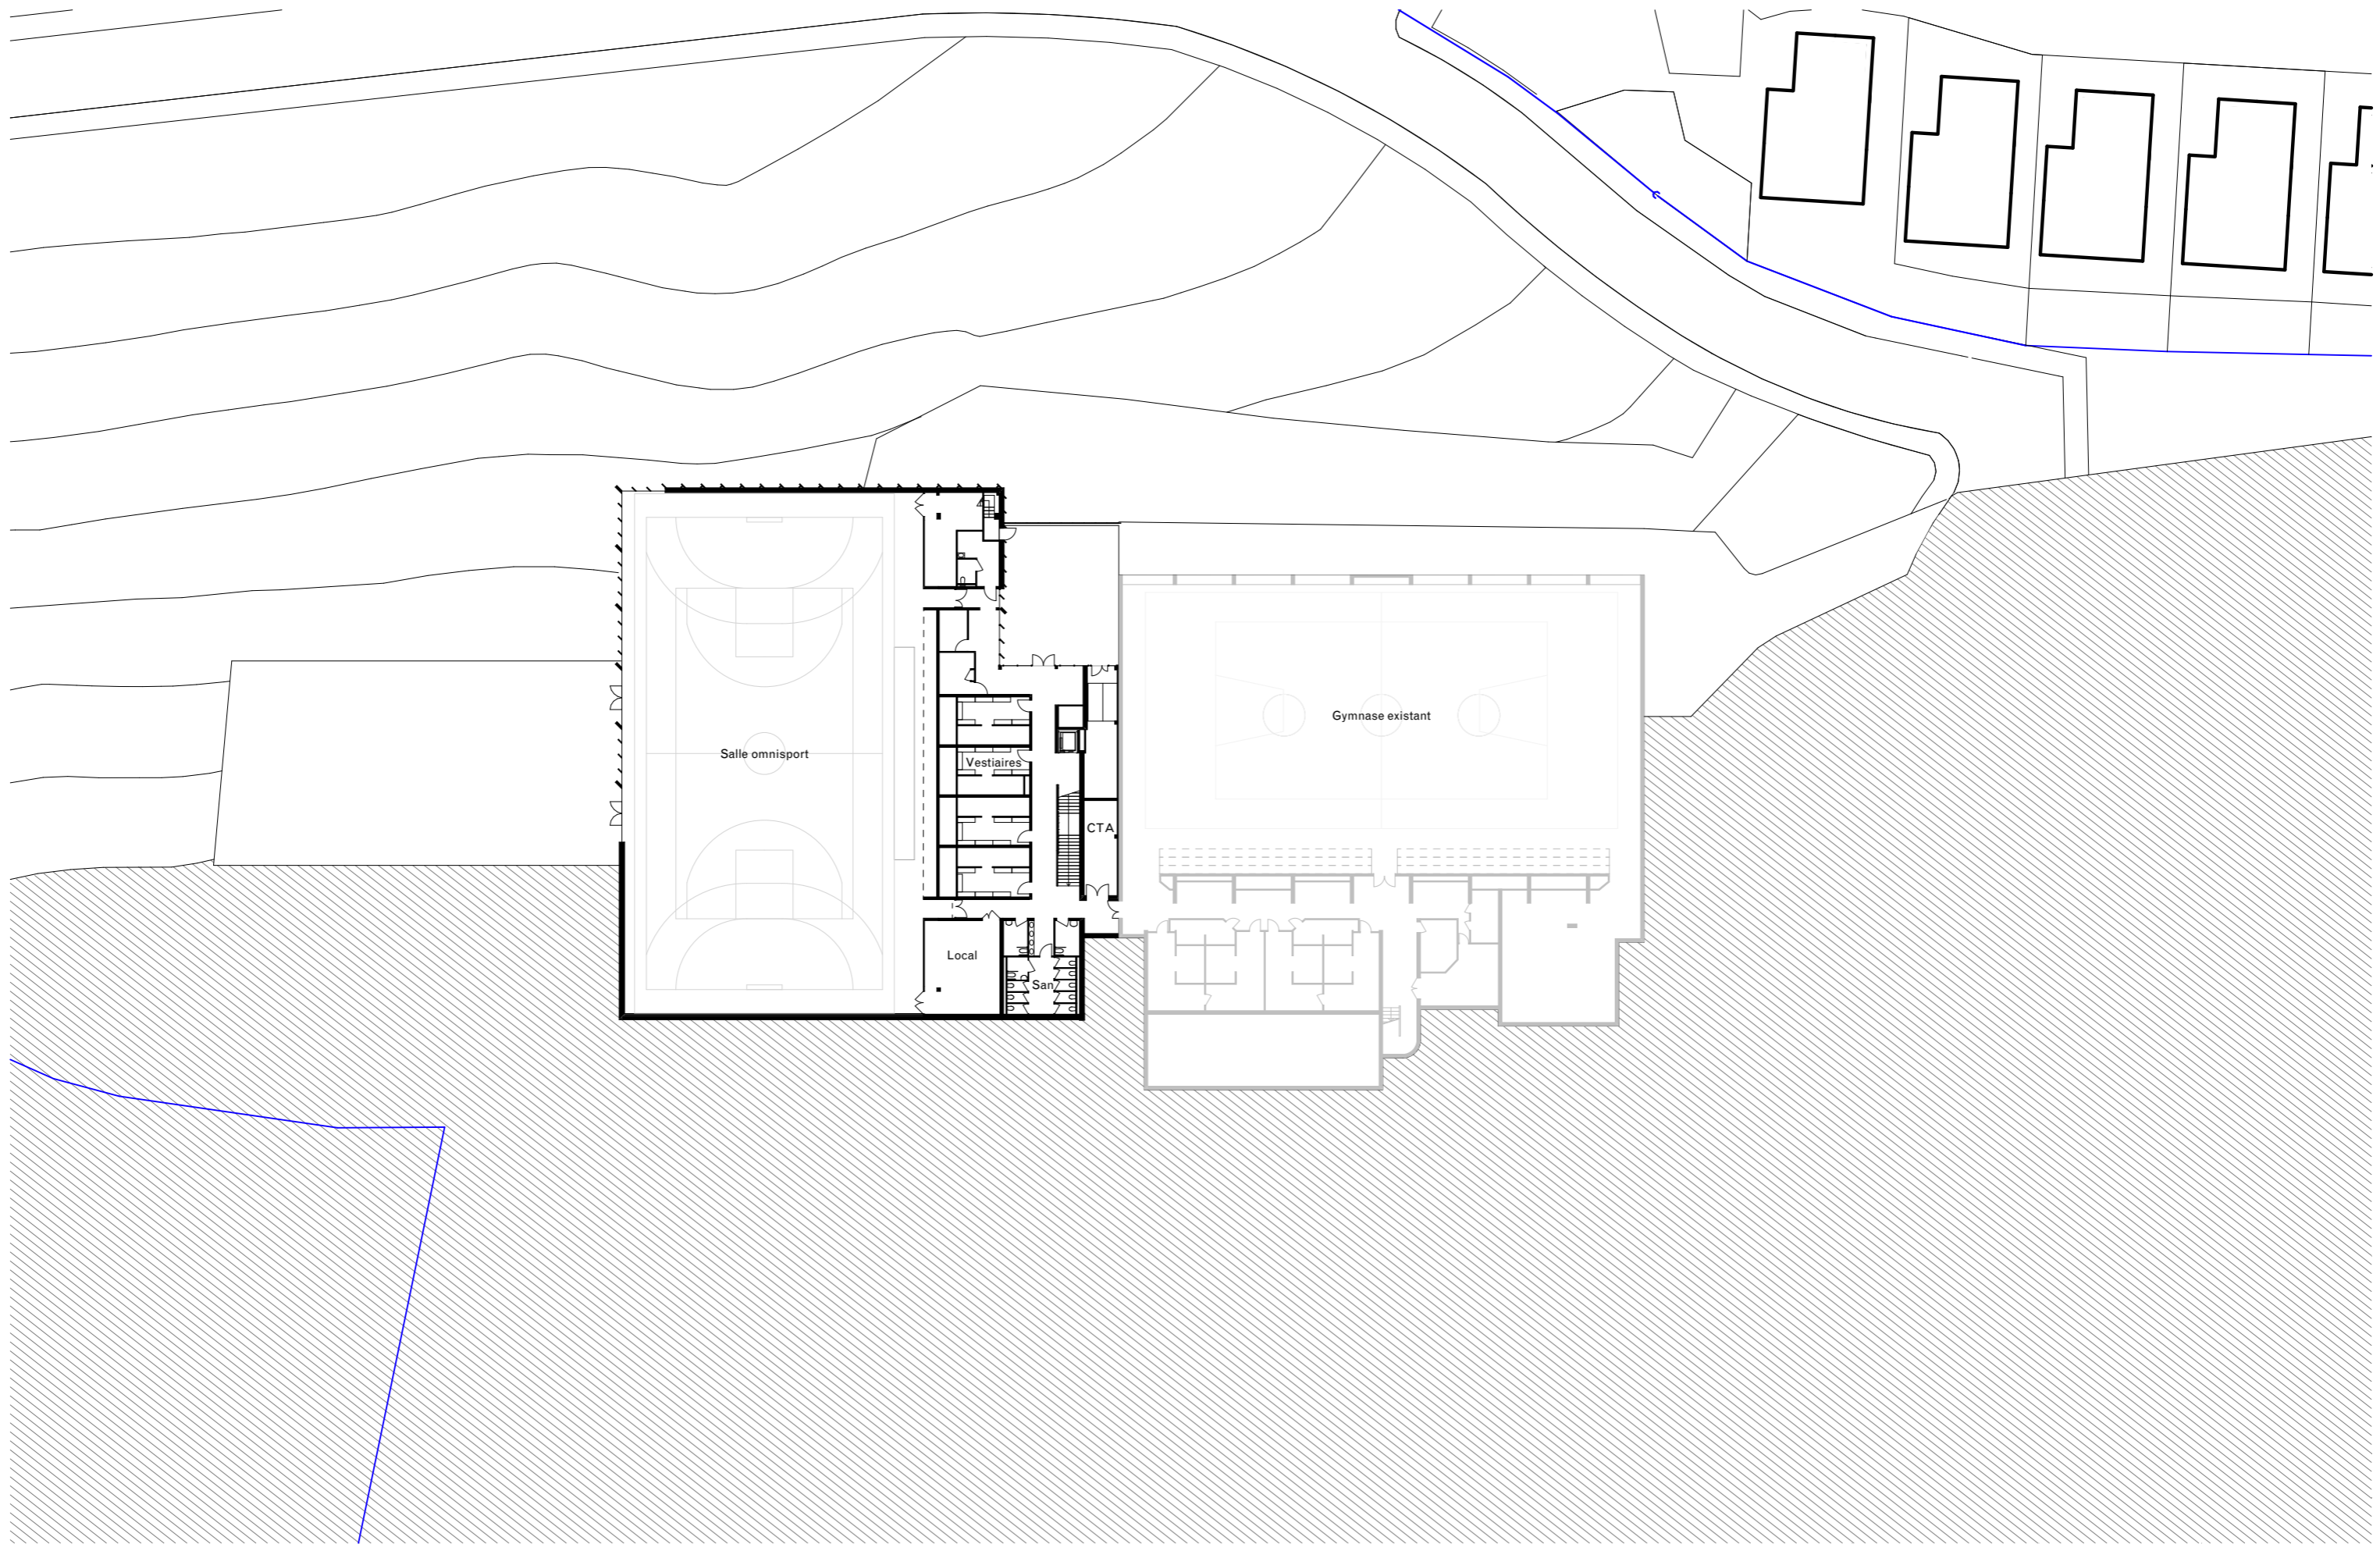 Gymnase existant
Salle omnisport
Vestiaires
CTA
Local
San